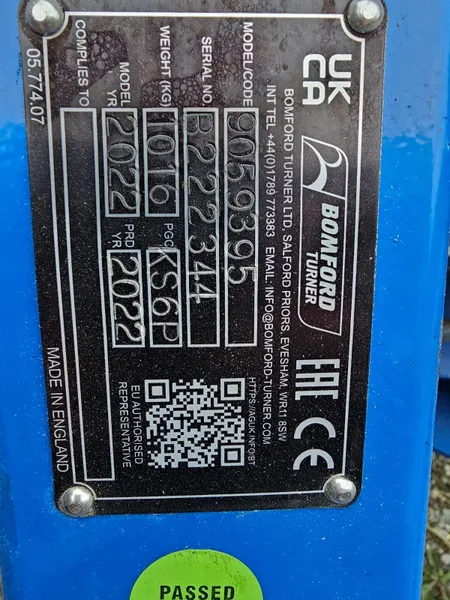 UK
CA
BOMFORD
TURNER
EAC CE
BOMFORD TURNER LTD, SALFORD PRIORS, EVESHAM. WR11 8SW
INT TEL +44(0)1789 773383 EMAIL: INFO@BOMFORD-TURNER.COM
HTTPS://AGUK.INFO/BT
MODEL/CODE 9059395
SERIAL NO. B222344
WEIGHT (KG) 1016 PGC KS6P
MODEL YR 2022 PRD YR 2022
EU AUTHORISED
REPRESENTATIVE
COMPLIES TO
05.774.07
MADE IN ENGLAND
PASSED